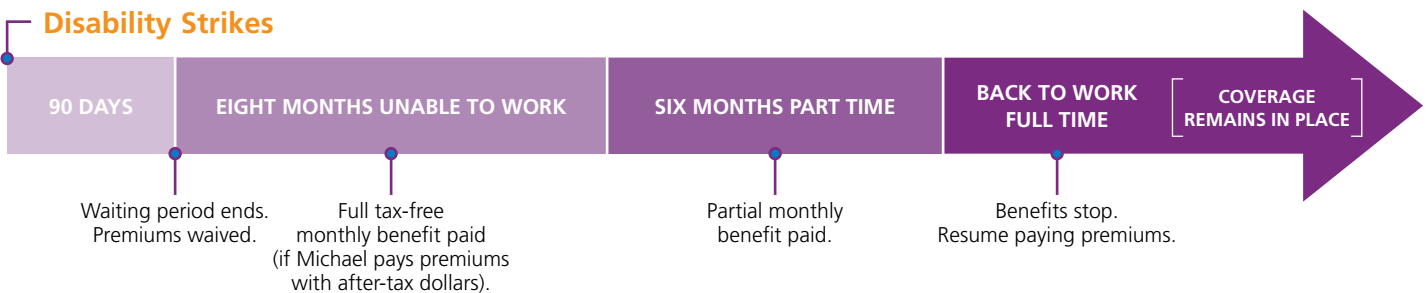 Disability Strikes
90 DAYS
EIGHT MONTHS UNABLE TO WORK
SIX MONTHS PART TIME
BACK TO WORK
FULL TIME
COVERAGE
REMAINS IN PLACE
Waiting period ends.
Premiums waived.
Full tax-free
monthly benefit paid
(if Michael pays premiums
with after-tax dollars).
Partial monthly
benefit paid.
Benefits stop.
Resume paying premiums.